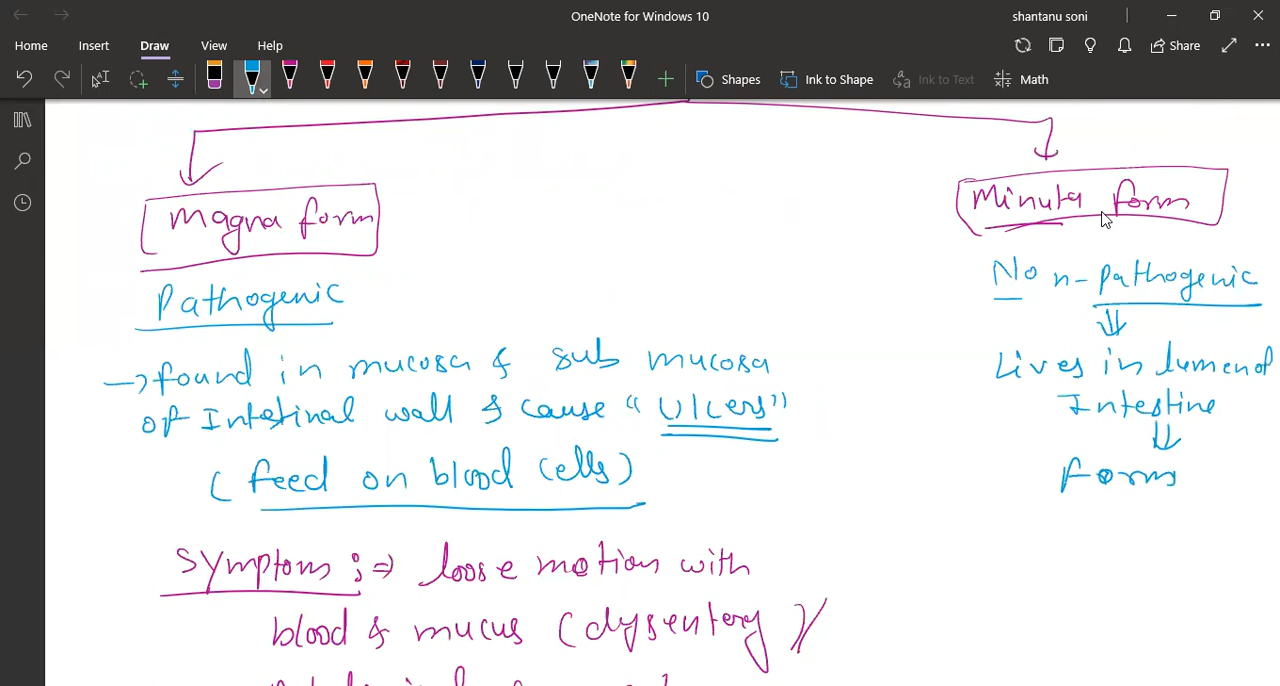 OneNote for Windows 10
shantanu soni
Home Insert Draw View Help
Share
Shapes Ink to Shape Ink to Text Math
Magna form
Minuta form
Pathogenic
Non-pathogenic
→ found in mucosa & sub mucosa
of Intetinal wall & cause "Ulcers"
(feed on blood cells)
Lives in lumen of
Intestine
forms
Symptoms :⇒ loose motion with
blood & mucus (dysentery)